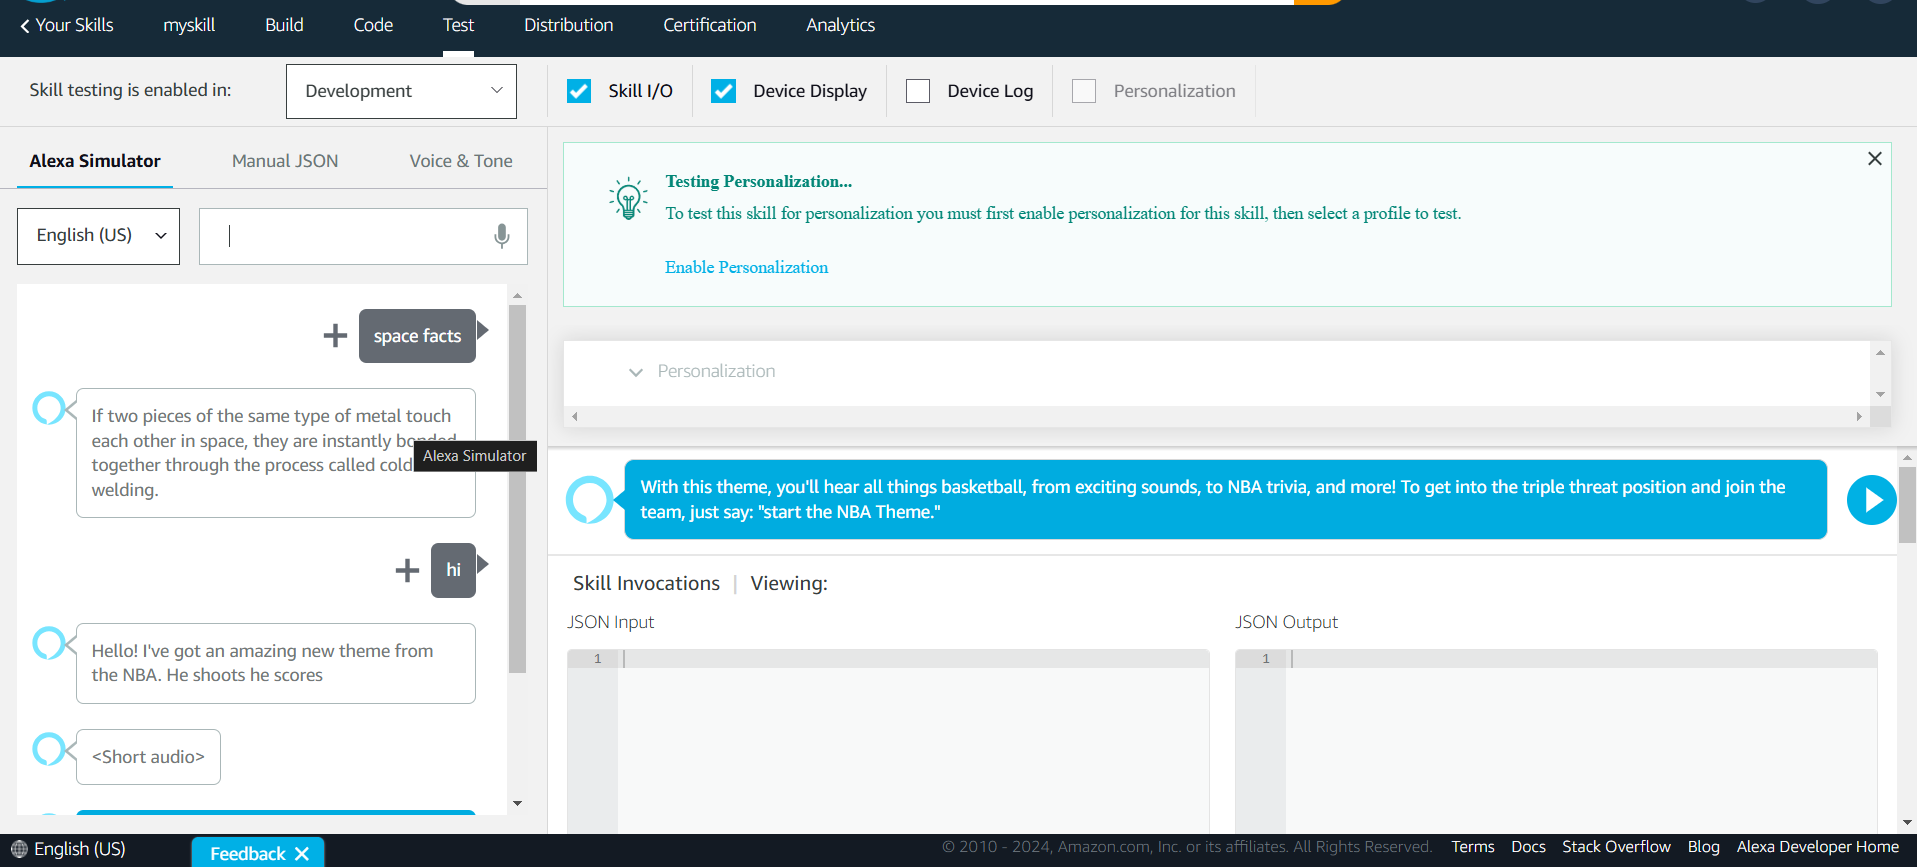 Your Skills
myskill
Build
Code
Test
Distribution
Certification
Analytics
Skill testing is enabled in:
Development
Skill I/O
Device Display
Device Log
Personalization
Alexa Simulator
Manual JSON
Voice & Tone
English (US)
space facts
If two pieces of the same type of metal touch
each other in space, they are instantly bonded
together through the process called cold
welding.
Alexa Simulator
hi
Hello! I've got an amazing new theme from
the NBA. He shoots he scores
<Short audio>
Testing Personalization...
To test this skill for personalization you must first enable personalization for this skill, then select a profile to test.
Enable Personalization
Personalization
With this theme, you'll hear all things basketball, from exciting sounds, to NBA trivia, and more! To get into the triple threat position and join the
team, just say: "start the NBA Theme."
Skill Invocations | Viewing:
JSON Input
JSON Output
1
1
English (US)
Feedback
© 2010 - 2024, Amazon.com, Inc. or its affiliates. All Rights Reserved.
Terms
Docs
Stack Overflow
Blog
Alexa Developer Home